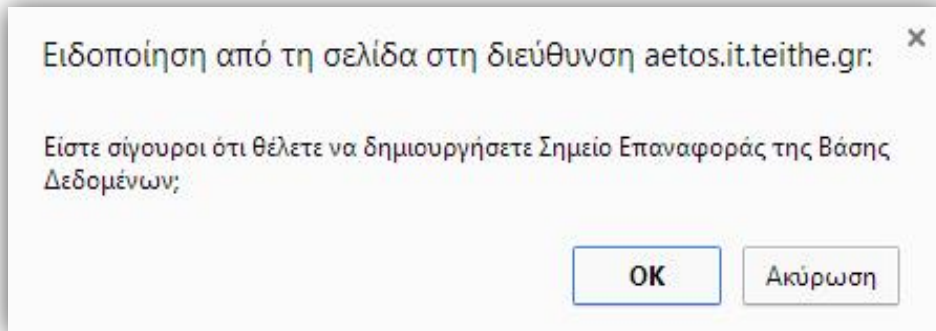 Ειδοποίηση από τη σελίδα στη διεύθυνση aetos.it.teithe.gr:
Είστε σίγουροι ότι θέλετε να δημιουργήσετε Σημείο Επαναφοράς της Βάσης
Δεδομένων;
OK Ακύρωση